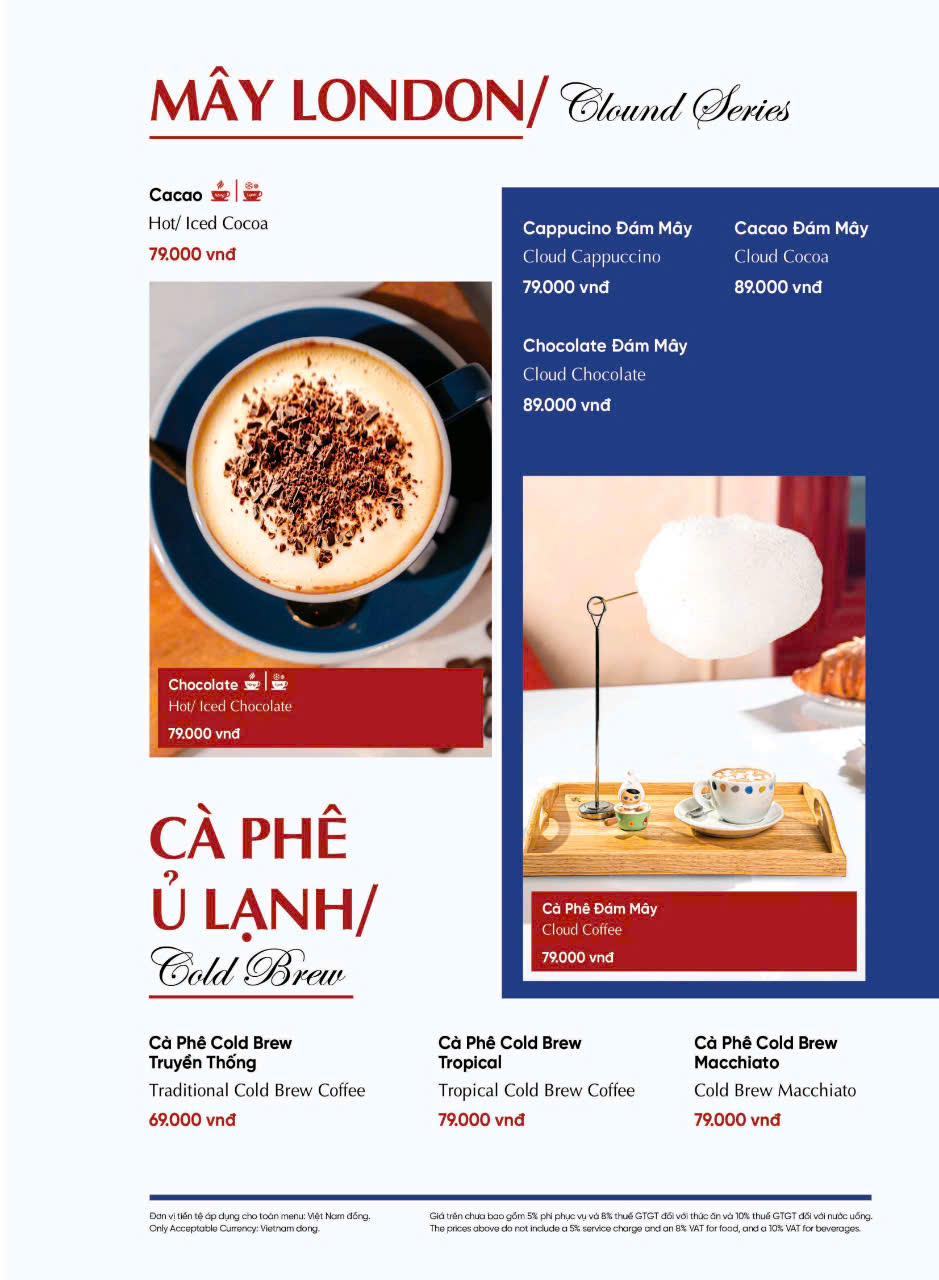 MÂY LONDON/ Clound Series
Cacao
Hot/ Iced Cocoa
79.000 vnđ
Cappucino Đám Mây
Cloud Cappuccino
79.000 vnđ
Cacao Đám Mây
Cloud Cocoa
89.000 vnđ
Chocolate Đám Mây
Cloud Chocolate
89.000 vnđ
Chocolate
Hot/ Iced Chocolate
79.000 vnđ
Cà Phê Đám Mây
Cloud Coffee
79.000 vnđ
CÀ PHÊ
Ủ LẠNH/
Cold Brew
Cà Phê Cold Brew
Truyền Thống
Traditional Cold Brew Coffee
69.000 vnđ
Cà Phê Cold Brew
Tropical
Tropical Cold Brew Coffee
79.000 vnđ
Cà Phê Cold Brew
Macchiato
Cold Brew Macchiato
79.000 vnđ
Đơn vị tiền tệ áp dụng cho toàn menu: Việt Nam đồng.
Only Acceptable Currency: Vietnam dong.
Giá trên chưa bao gồm 5% phí phục vụ và 8% thuế GTGT đối với thức ăn và 10% thuế GTGT đối với nước uống.
The prices above do not include a 5% service charge and an 8% VAT for food, and a 10% VAT for beverages.